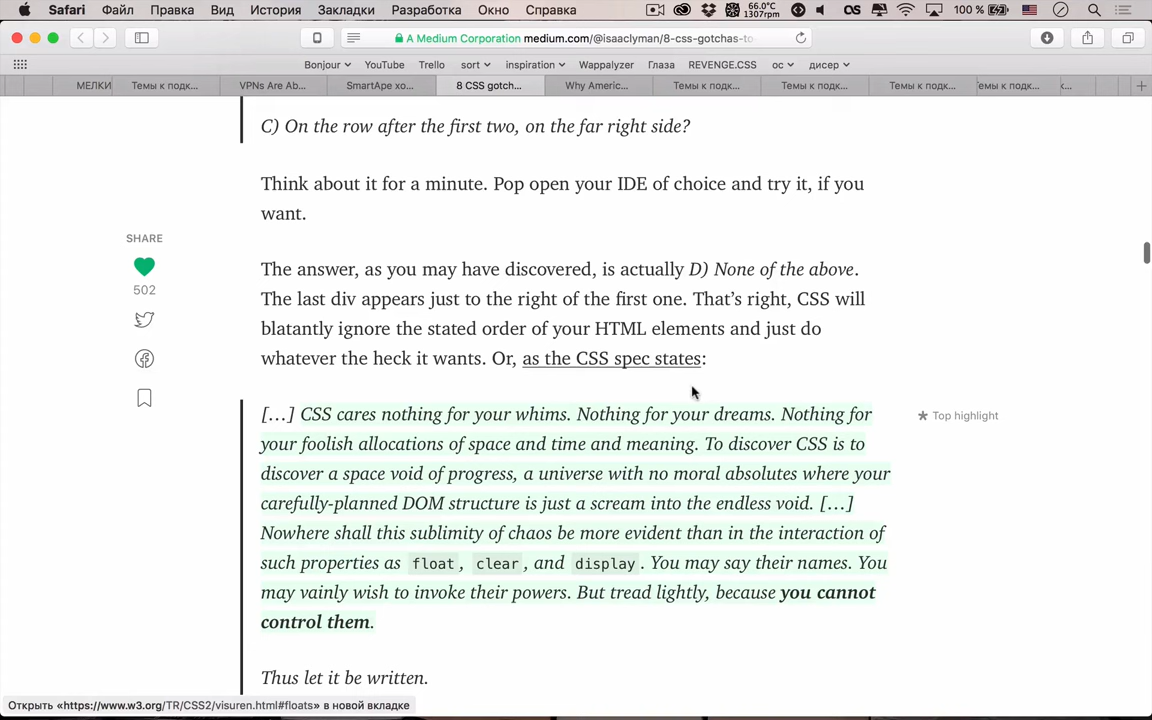 Safari Файл Правка Вид История Закладки Разработка Окно Справка 66.0°C 1307rpm 100 %
A Medium Corporation medium.com/@isaaclyman/8-css-gotchas-to
Bonjour YouTube Trello sort inspiration Wappalyzer Глаза REVENGE.CSS ос дисер
МЕЛКИ Темы к подк... VPNs Are Ab... SmartApe хо... 8 CSS gotch... Why Americ... Темы к подк... Темы к подк... Темы к подк... Темы к подк... к...
C) On the row after the first two, on the far right side?
Think about it for a minute. Pop open your IDE of choice and try it, if you
want.
SHARE
502
The answer, as you may have discovered, is actually D) None of the above.
The last div appears just to the right of the first one. That’s right, CSS will
blatantly ignore the stated order of your HTML elements and just do
whatever the heck it wants. Or, as the CSS spec states:
[…] CSS cares nothing for your whims. Nothing for your dreams. Nothing for
Top highlight
your foolish allocations of space and time and meaning. To discover CSS is to
discover a space void of progress, a universe with no moral absolutes where your
carefully-planned DOM structure is just a scream into the endless void. […]
Nowhere shall this sublimity of chaos be more evident than in the interaction of
such properties as float, clear, and display. You may say their names. You
may vainly wish to invoke their powers. But tread lightly, because you cannot
control them.
Thus let it be written.
Открыть «https://www.w3.org/TR/CSS2/visuren.html#floats» в новой вкладке